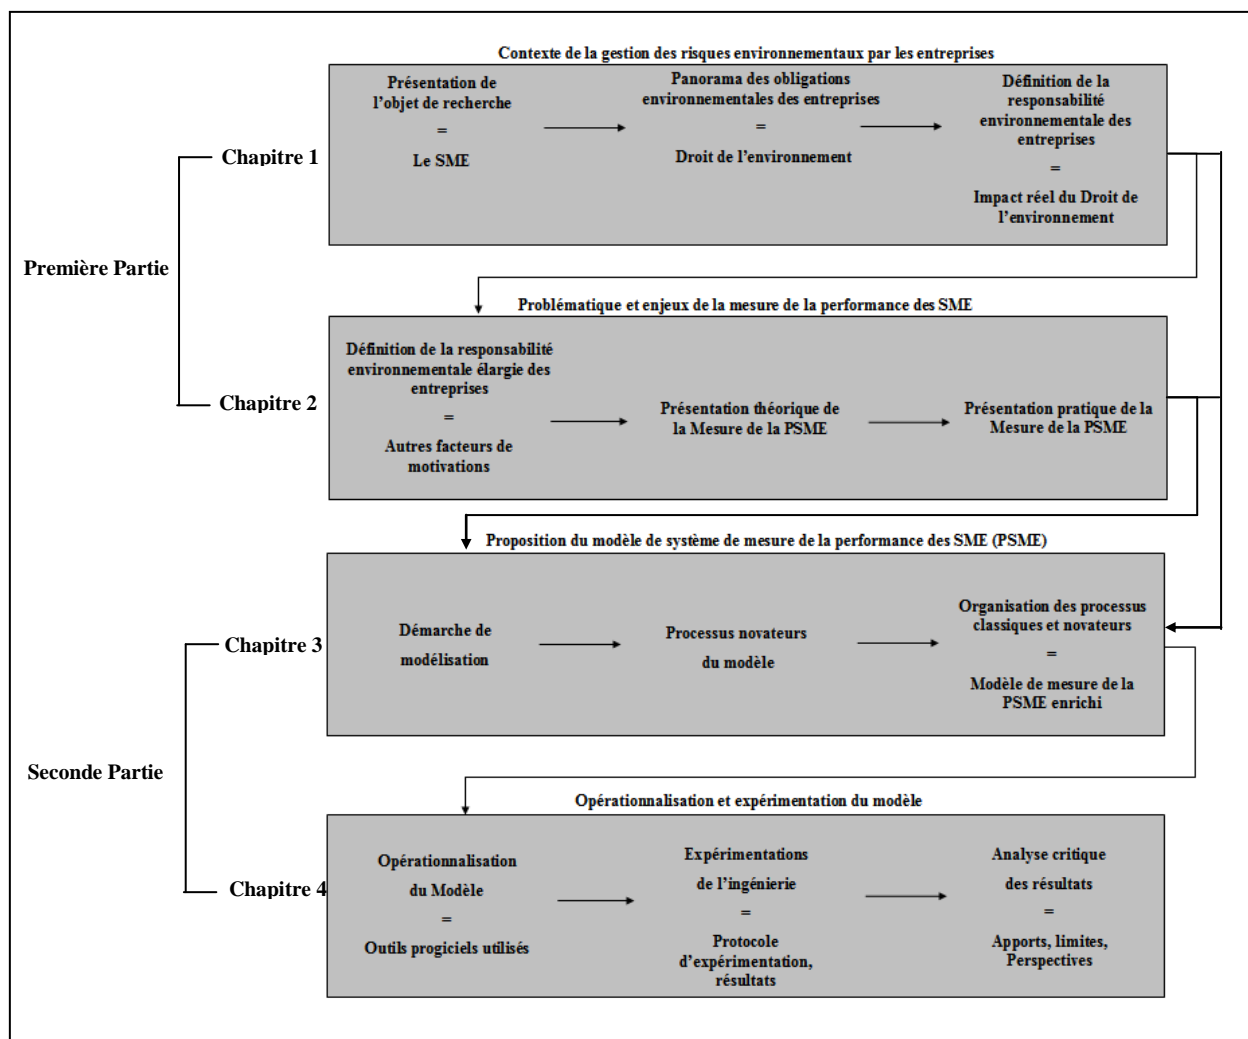 Contexte de la gestion des risques environnementaux par les entreprises
Présentation de
l'objet de recherche
=
Le SME
Panorama des obligations
environnementales des entreprises
=
Droit de l'environnement
Définition de la
responsabilité
environnementale des
entreprises
=
Impact réel du Droit de
l'environnement
Chapitre 1
Première Partie
Problématique et enjeux de la mesure de la performance des SME
Définition de la responsabilité
environnementale élargie des
entreprises
=
Autres facteurs de
motivations
Présentation théorique de
la Mesure de la PSME
Présentation pratique de la
Mesure de la PSME
Chapitre 2
Proposition du modèle de système de mesure de la performance des SME (PSME)
Démarche de
modélisation
Processus novateurs
du modèle
Organisation des processus
classiques et novateurs
=
Modèle de mesure de la
PSME enrichi
Chapitre 3
Seconde Partie
Opérationnalisation et expérimentation du modèle
Opérationnalisation
du Modèle
=
Outils progiciels utilisés
Expérimentations
de l'ingénierie
=
Protocole
d'expérimentation,
résultats
Analyse critique
des résultats
=
Apports, limites,
Perspectives
Chapitre 4